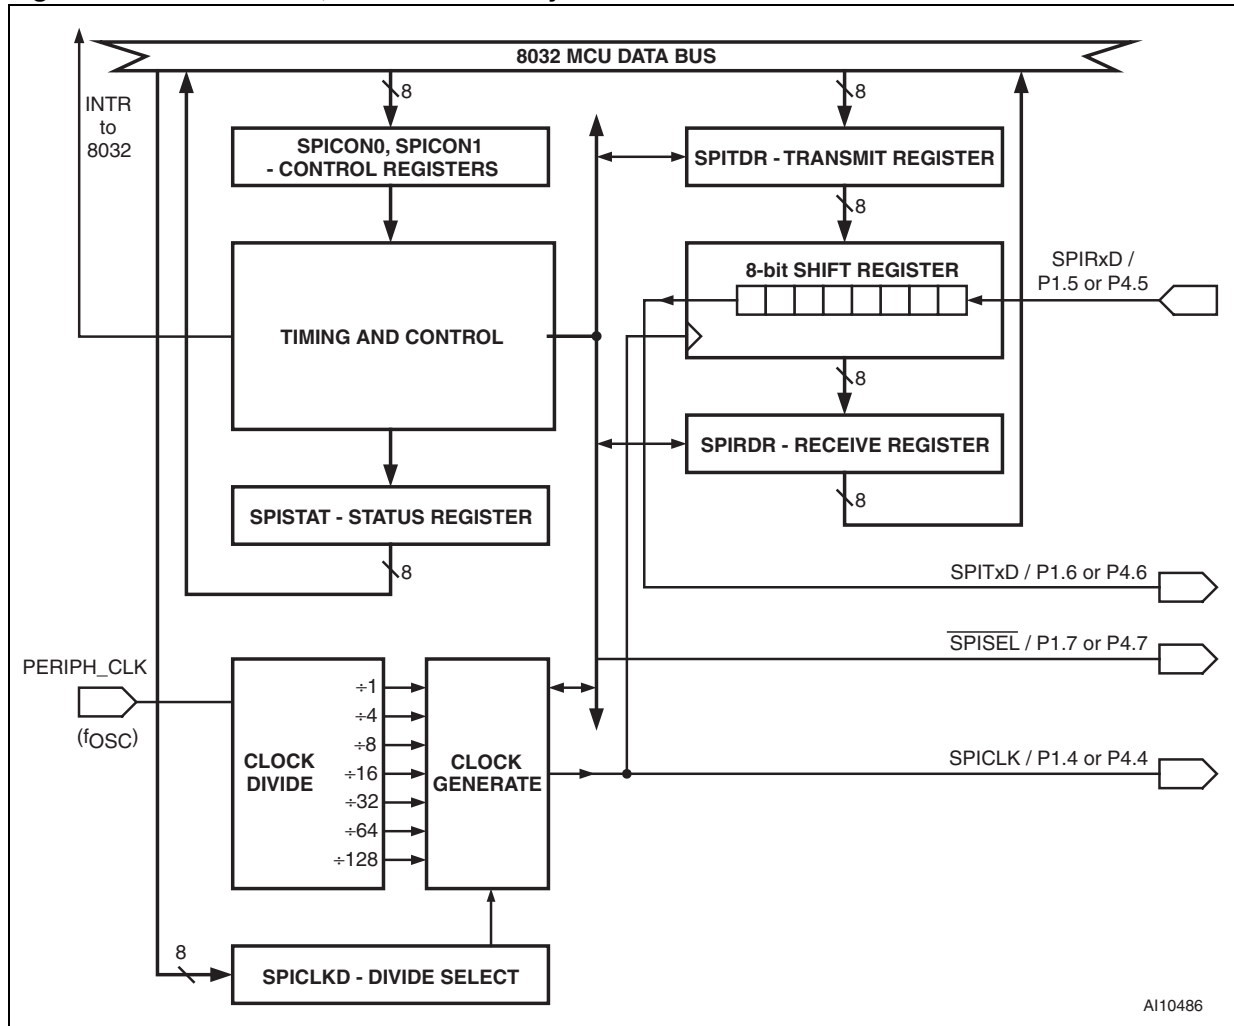 8032 MCU DATA BUS
INTR
to
8032
8
SPICON0, SPICON1
- CONTROL REGISTERS
8
SPITDR - TRANSMIT REGISTER
8
8-bit SHIFT REGISTER
SPIRxD /
P1.5 or P4.5
TIMING AND CONTROL
8
SPIRDR - RECEIVE REGISTER
8
SPISTAT - STATUS REGISTER
8
SPITxD / P1.6 or P4.6
SPISEL / P1.7 or P4.7
PERIPH_CLK
(fOSC)
CLOCK
DIVIDE
÷1
÷4
÷8
÷16
÷32
÷64
÷128
CLOCK
GENERATE
SPICLK / P1.4 or P4.4
8
SPICLKD - DIVIDE SELECT
AI10486